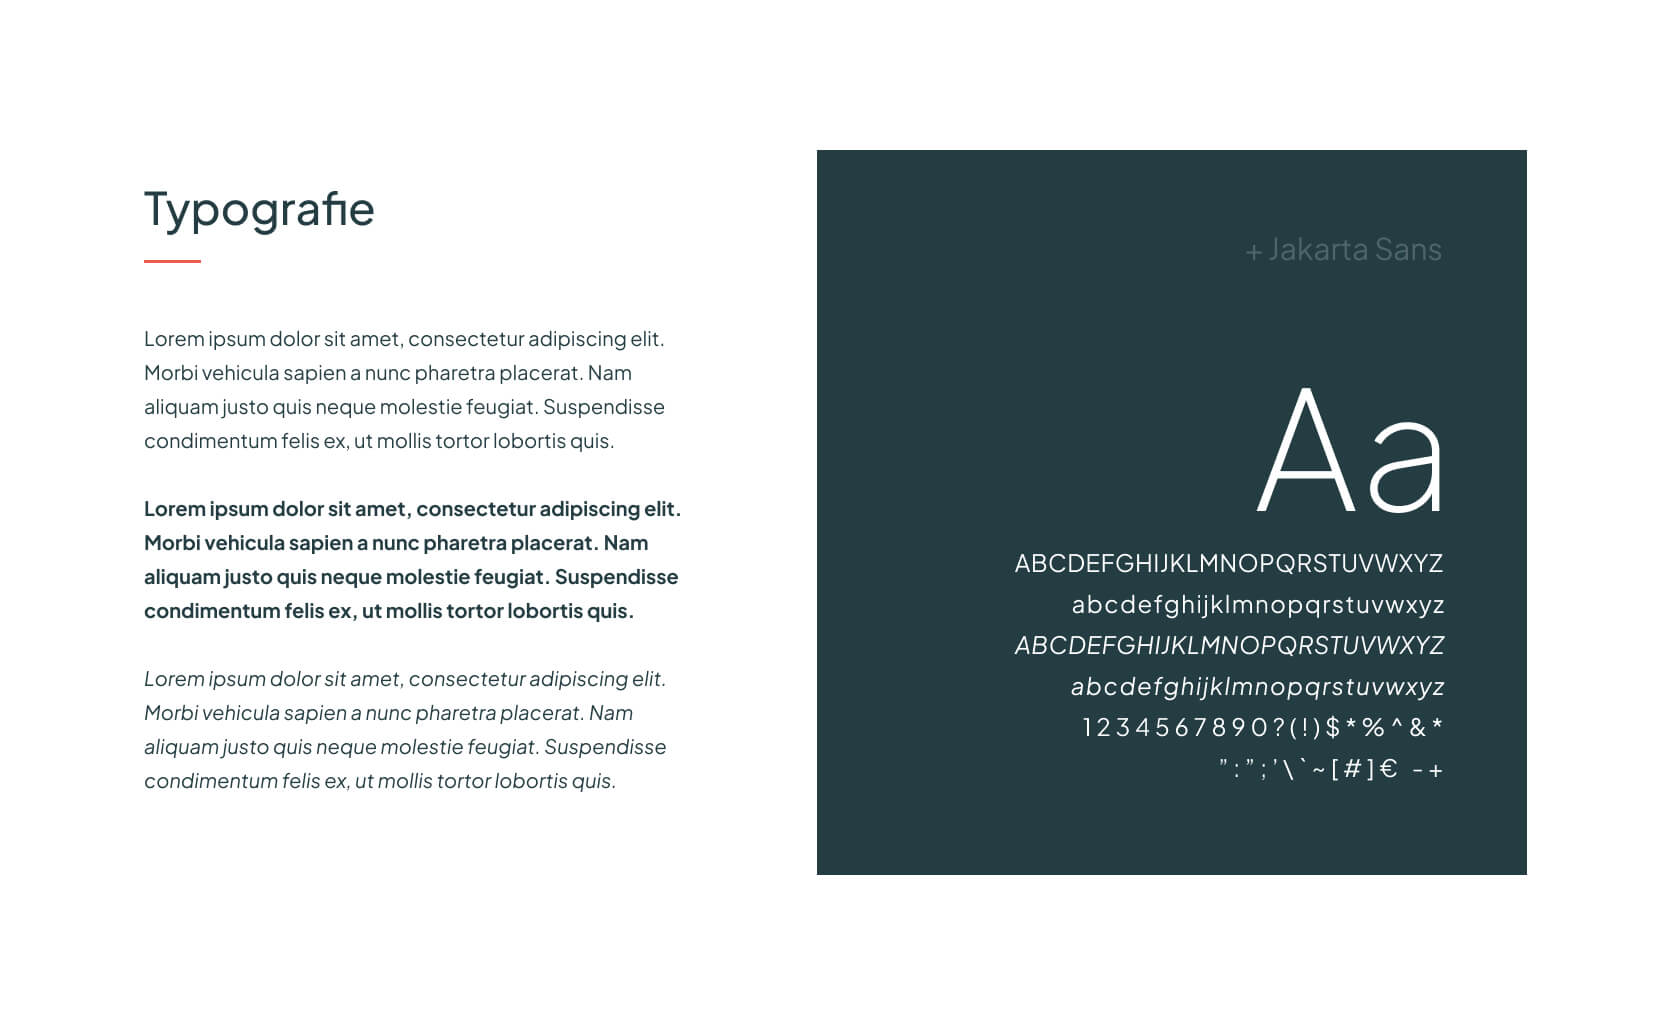 Typografie
Lorem ipsum dolor sit amet, consectetur adipiscing elit.
Morbi vehicula sapien a nunc pharetra placerat. Nam
aliquam justo quis neque molestie feugiat. Suspendisse
condimentum felis ex, ut mollis tortor lobortis quis.
Lorem ipsum dolor sit amet, consectetur adipiscing elit.
Morbi vehicula sapien a nunc pharetra placerat. Nam
aliquam justo quis neque molestie feugiat. Suspendisse
condimentum felis ex, ut mollis tortor lobortis quis.
Lorem ipsum dolor sit amet, consectetur adipiscing elit.
Morbi vehicula sapien a nunc pharetra placerat. Nam
aliquam justo quis neque molestie feugiat. Suspendisse
condimentum felis ex, ut mollis tortor lobortis quis.
+ Jakarta Sans
Aa
ABCDEFGHIJKLMNOPQRSTUVWXYZ
abcdefghijklmnopqrstuvwxyz
ABCDEFGHIJKLMNOPQRSTUVWXYZ
abcdefghijklmnopqrstuvwxyz
1234567890?(!)$*%^&*
”:”;’\`~[#]€ -+